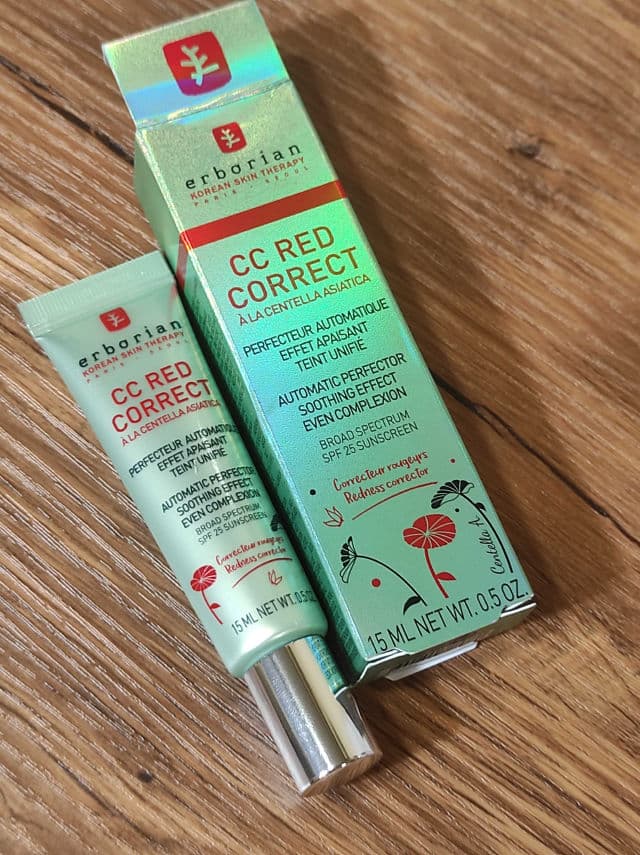 erborian
KOREAN SKIN THERAPY
PARIS • SEOUL
CC RED
CORRECT
À LA CENTELLA ASIATICA
PERFECTEUR AUTOMATIQUE
EFFET APAISANT
TEINT UNIFIÉ
AUTOMATIC PERFECTOR
SOOTHING EFFECT
EVEN COMPLEXION
BROAD SPECTRUM
SPF 25 SUNSCREEN
Correcteur rougeurs
Redness corrector
Centella A.
15 ML NET WT. 0.5 OZ.
erborian
KOREAN SKIN THERAPY
PARIS • SEOUL
CC RED
CORRECT
À LA CENTELLA ASIATICA
PERFECTEUR AUTOMATIQUE
EFFET APAISANT
TEINT UNIFIÉ
AUTOMATIC PERFECTOR
SOOTHING EFFECT
EVEN COMPLEXION
BROAD SPECTRUM
SPF 25 SUNSCREEN
Correcteur rougeurs
Redness corrector
15 ML NET WT. 0.5 OZ